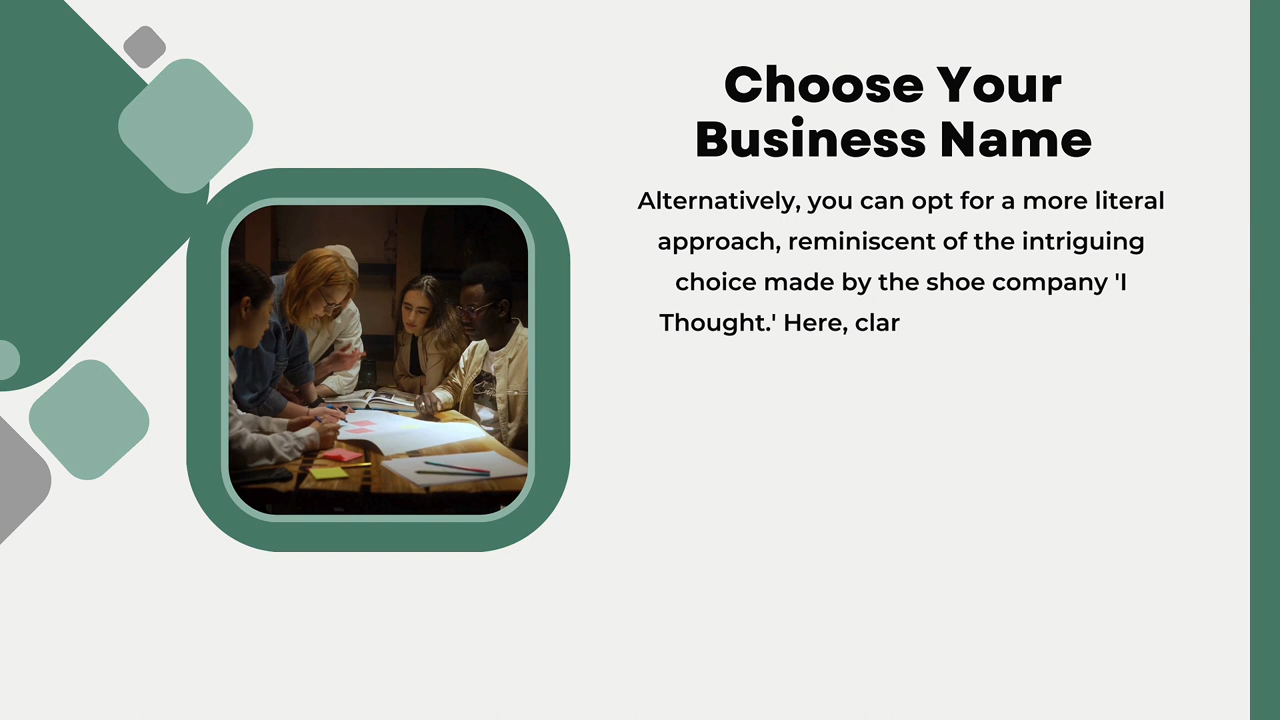 Choose Your
Business Name
Alternatively, you can opt for a more literal
approach, reminiscent of the intriguing
choice made by the shoe company 'I
Thought.' Here, clar